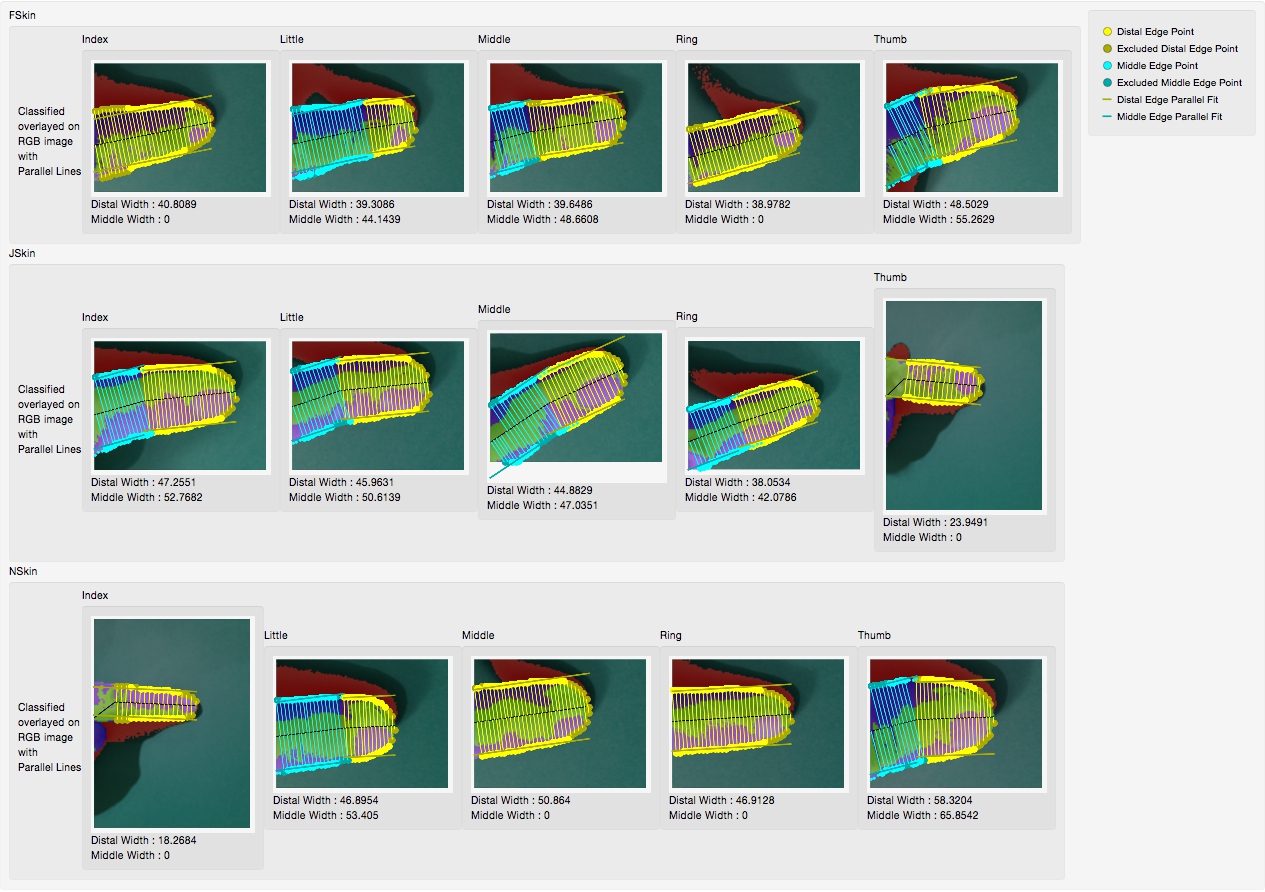 FSkin
Index
Little
Middle
Ring
Thumb
Classified
overlayed on
RGB image
with
Parallel Lines
Distal Width : 40.8089
Middle Width : 0
Distal Width : 39.3086
Middle Width : 44.1439
Distal Width : 39.6486
Middle Width : 48.6608
Distal Width : 38.9782
Middle Width : 0
Distal Width : 48.5029
Middle Width : 55.2629
Distal Edge Point
Excluded Distal Edge Point
Middle Edge Point
Excluded Middle Edge Point
Distal Edge Parallel Fit
Middle Edge Parallel Fit
JSkin
Index
Little
Middle
Ring
Thumb
Classified
overlayed on
RGB image
with
Parallel Lines
Distal Width : 47.2551
Middle Width : 52.7682
Distal Width : 45.9631
Middle Width : 50.6139
Distal Width : 44.8829
Middle Width : 47.0351
Distal Width : 38.0534
Middle Width : 42.0786
Distal Width : 23.9491
Middle Width : 0
NSkin
Index
Little
Middle
Ring
Thumb
Classified
overlayed on
RGB image
with
Parallel Lines
Distal Width : 18.2684
Middle Width : 0
Distal Width : 46.8954
Middle Width : 53.405
Distal Width : 50.864
Middle Width : 0
Distal Width : 46.9128
Middle Width : 0
Distal Width : 58.3204
Middle Width : 65.8542